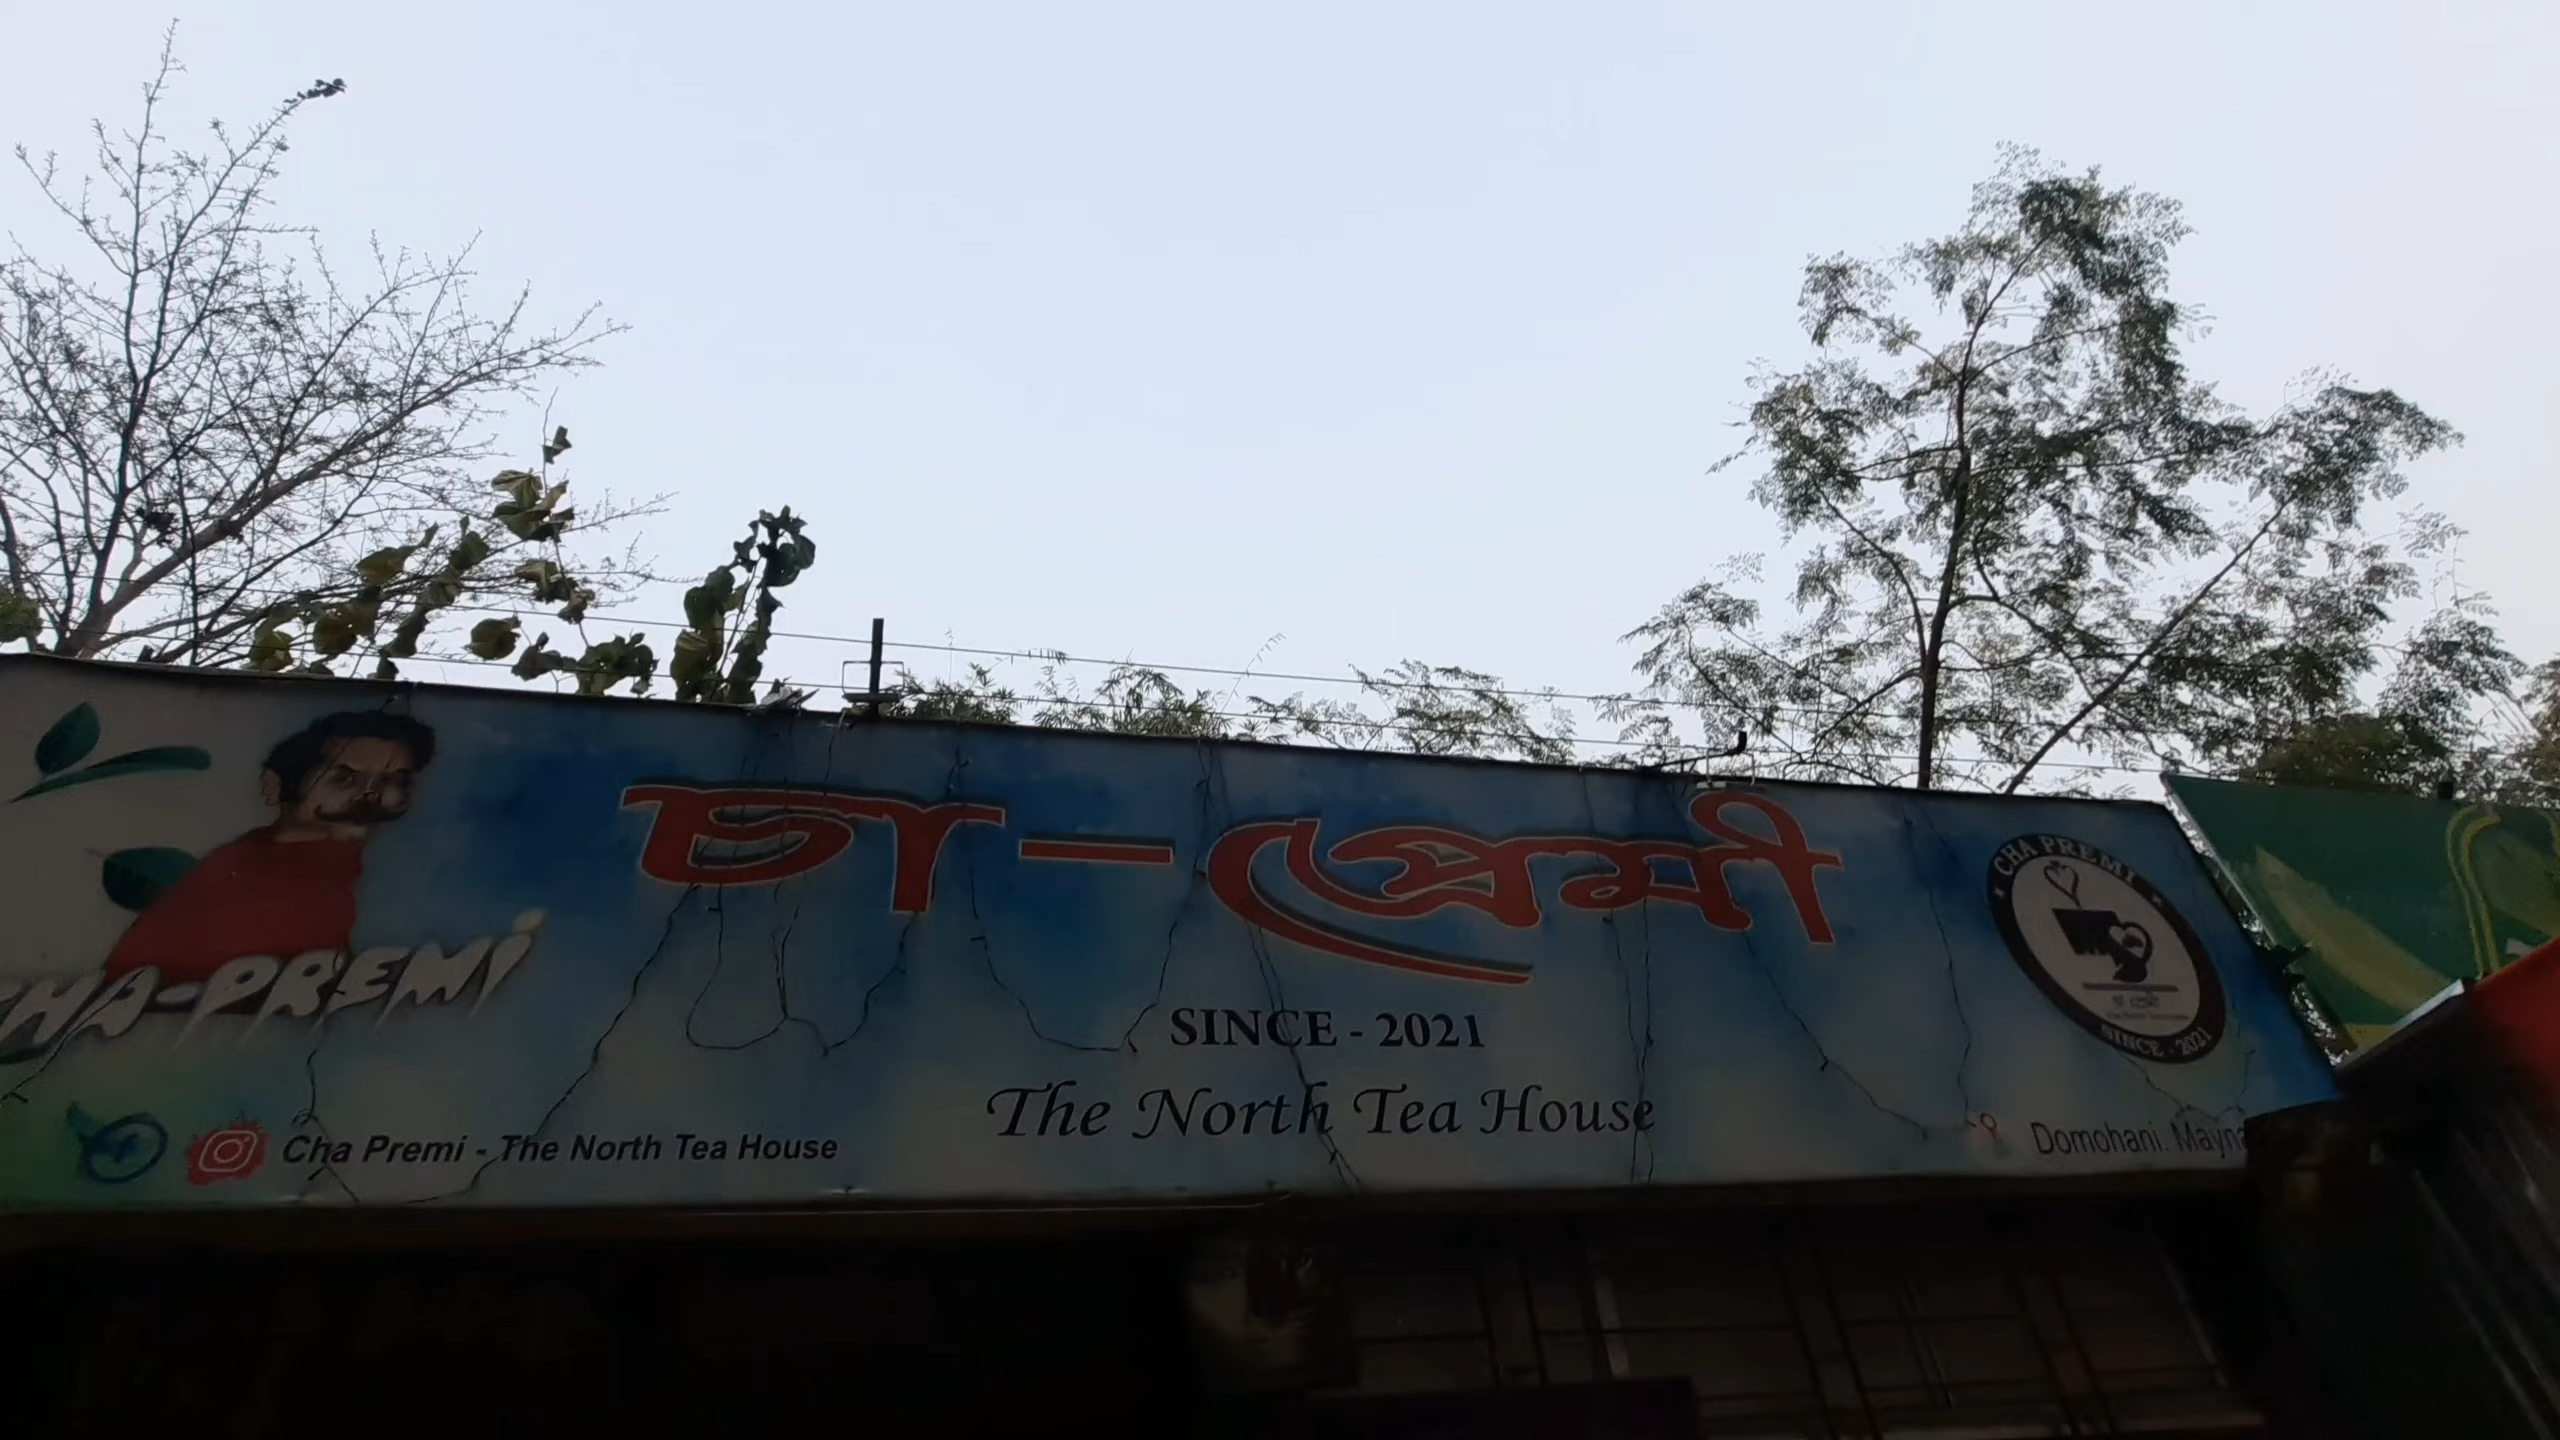 চা-প্রেমী
CHA-PREMI
SINCE - 2021
The North Tea House
Cha Premi - The North Tea House
CHA PREMI
চা প্রেমী
SINCE - 2021
Domohani.